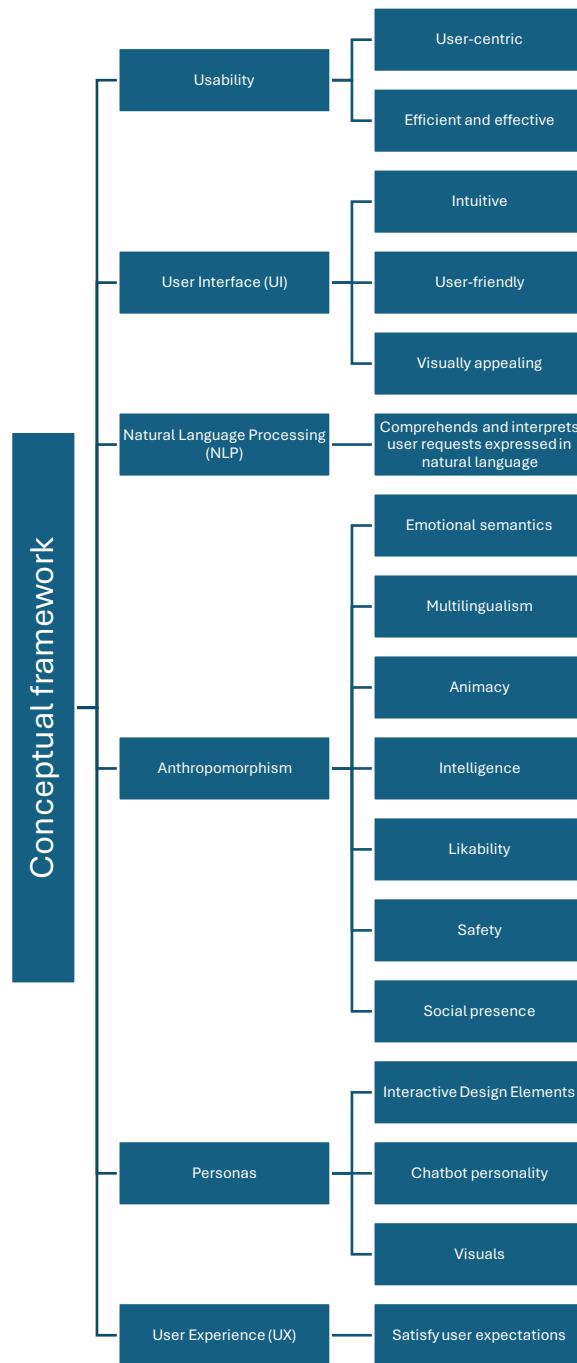 Conceptual framework
Usability
User-centric
Efficient and effective
User Interface (UI)
Intuitive
User-friendly
Visually appealing
Natural Language Processing
(NLP)
Comprehends and interprets
user requests expressed in
natural language
Anthropomorphism
Emotional semantics
Multilingualism
Animacy
Intelligence
Likability
Safety
Social presence
Personas
Interactive Design Elements
Chatbot personality
Visuals
User Experience (UX)
Satisfy user expectations